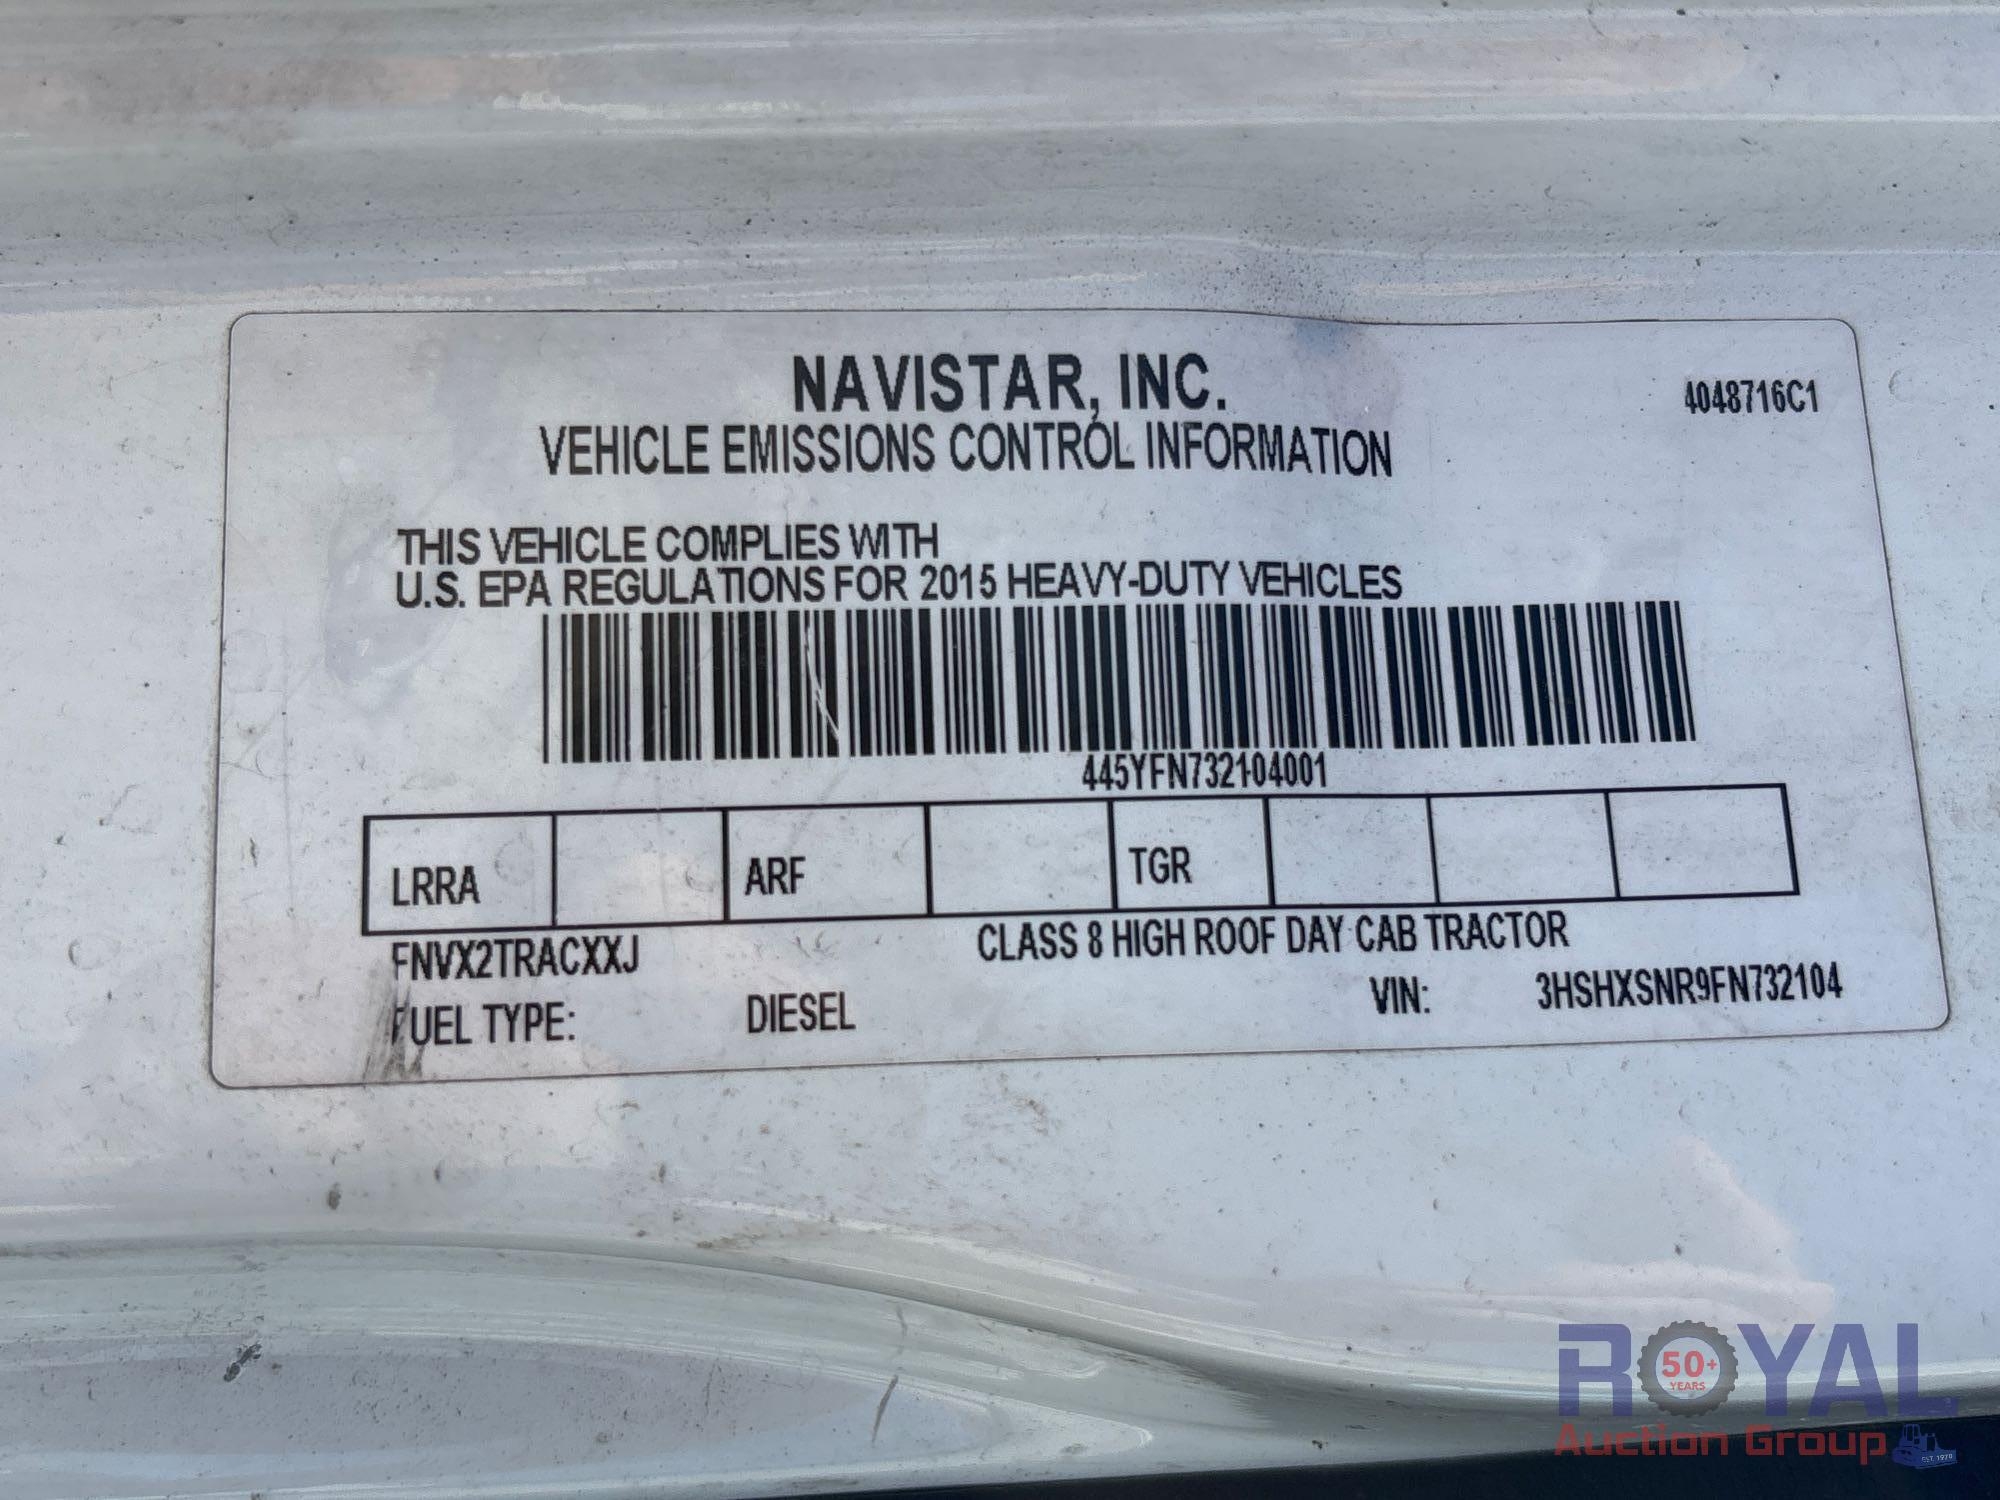 NAVISTAR, INC.
4048716C1
VEHICLE EMISSIONS CONTROL INFORMATION
THIS VEHICLE COMPLIES WITH
U.S. EPA REGULATIONS FOR 2015 HEAVY-DUTY VEHICLES
445YFN732104001
LRRA ARF TGR
FNVX2TRACXXJ CLASS 8 HIGH ROOF DAY CAB TRACTOR
FUEL TYPE: DIESEL VIN: 3HSHXSNR9FN732104
ROYAL
50+
YEARS
Auction Group
EST. 1970